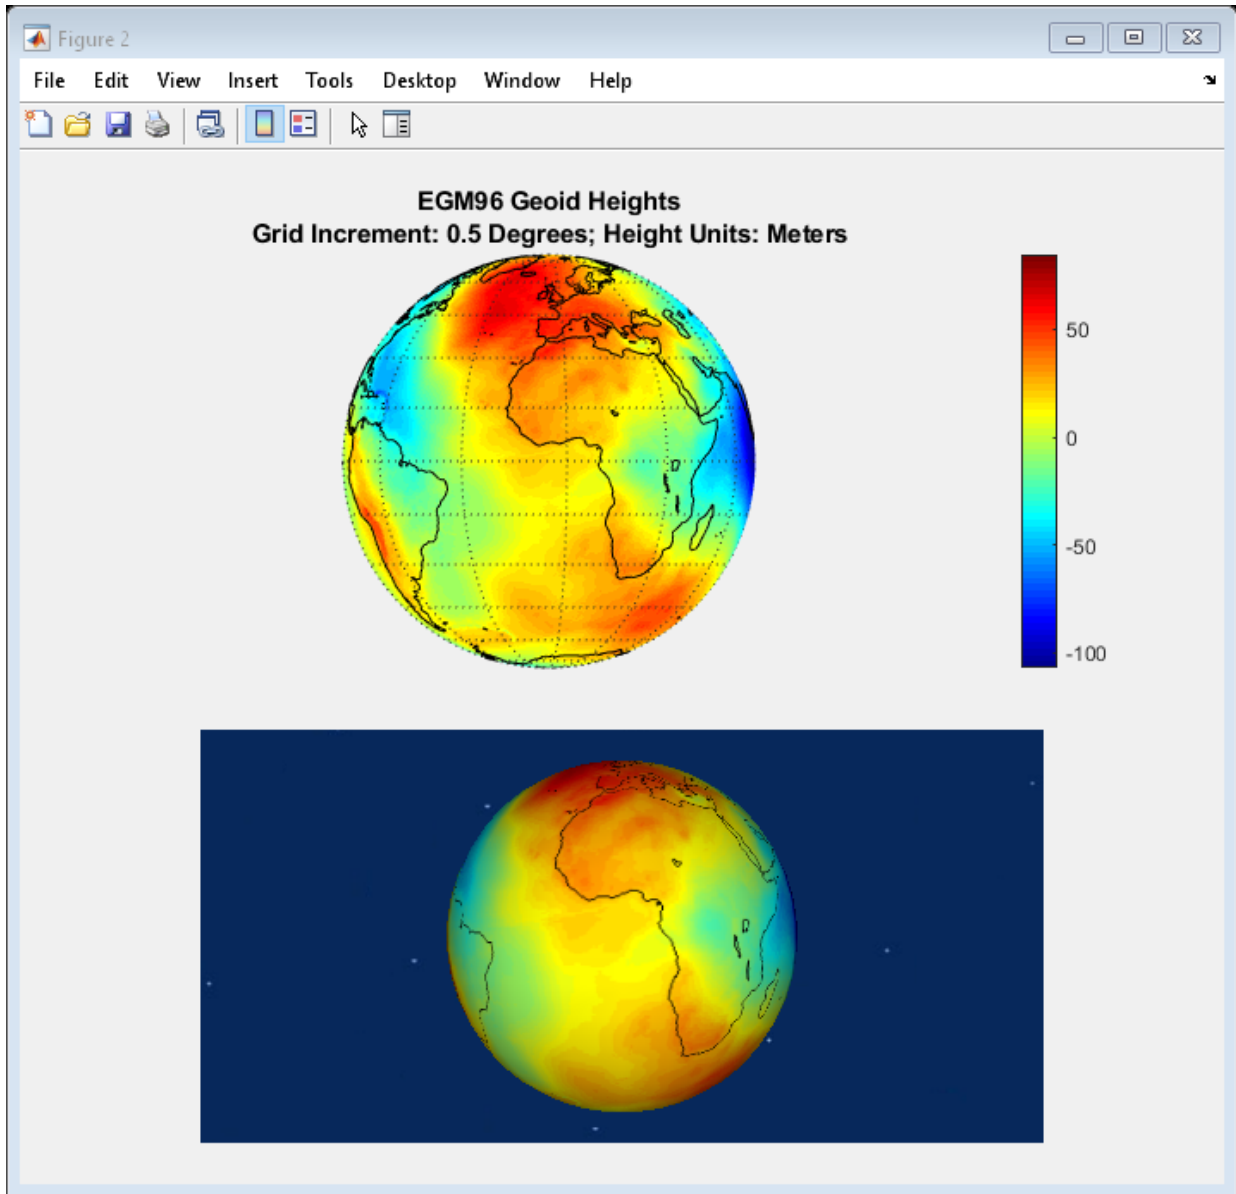 Figure 2
File Edit View Insert Tools Desktop Window Help
EGM96 Geoid Heights
Grid Increment: 0.5 Degrees; Height Units: Meters
50
0
-50
-100